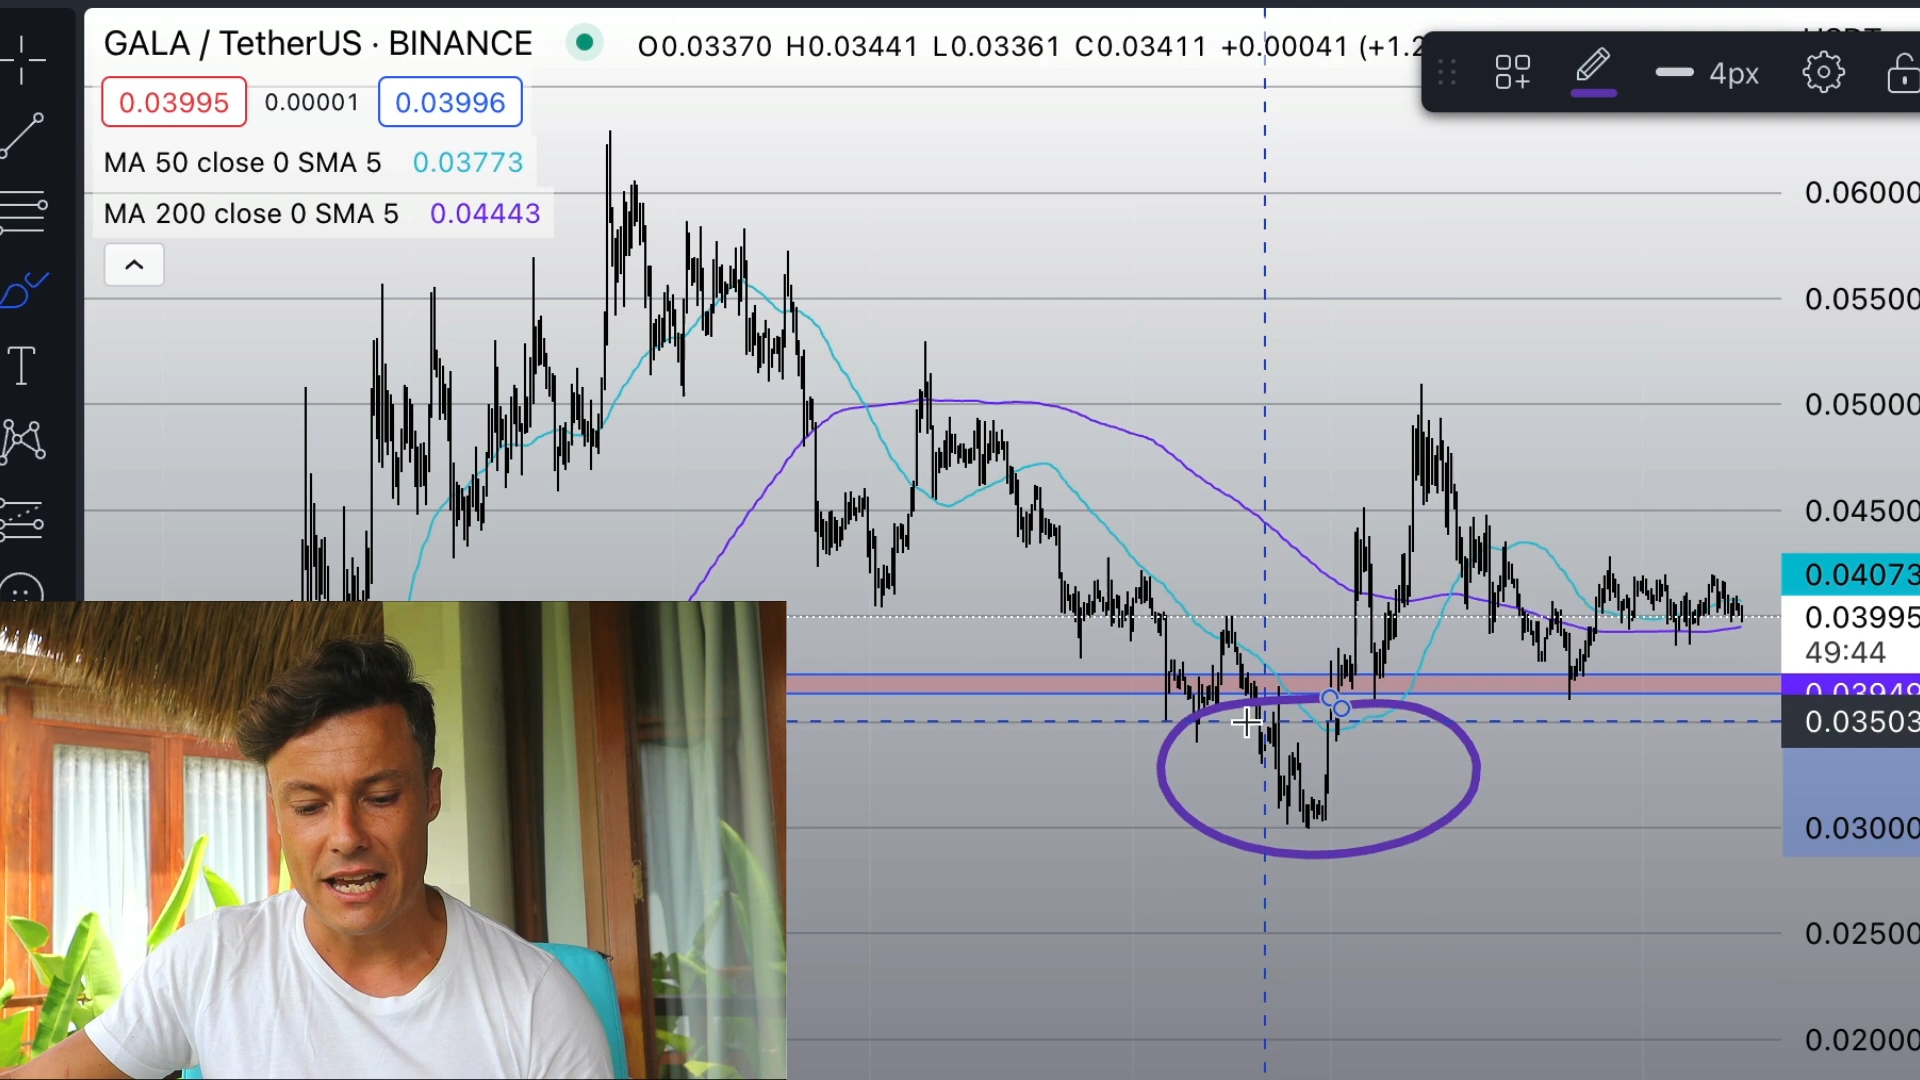 GALA / TetherUS · BINANCE
O0.03370 H0.03441 L0.03361 C0.03411 +0.00041 (+1.2
4px
0.03995 0.00001 0.03996
MA 50 close 0 SMA 5 0.03773
MA 200 close 0 SMA 5 0.04443
T
0.06000
0.05500
0.05000
0.04500
0.04073
0.03995
49:44
0.03949
0.03503
0.03000
0.02500
0.02000